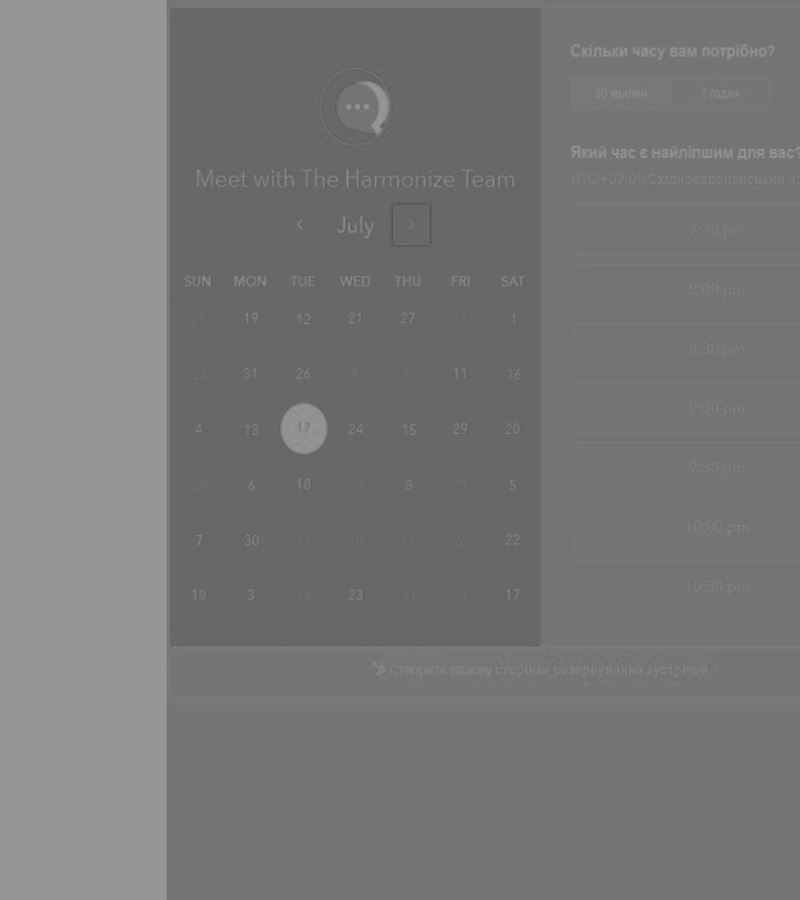 Meet with The Harmonize Team
‹ July ›
SUN MON TUE WED THU FRI SAT
25 19 12 21 27 11 1
24 31 26 5 5 11 16
4 13 17 24 15 29 20
6 18 8 27 5
7 30 11 18 11 26 22
10 3 14 23 31 17
Скільки часу вам потрібно?
30 хвилин 1 годин
Який час є найліпшим для вас?
UTC +03:00 Східноєвропейський
7:30 pm
8:00 pm
8:30 pm
9:00 pm
9:30 pm
10:00 pm
10:30 pm
Створити власну сторінку резервування зустрічей